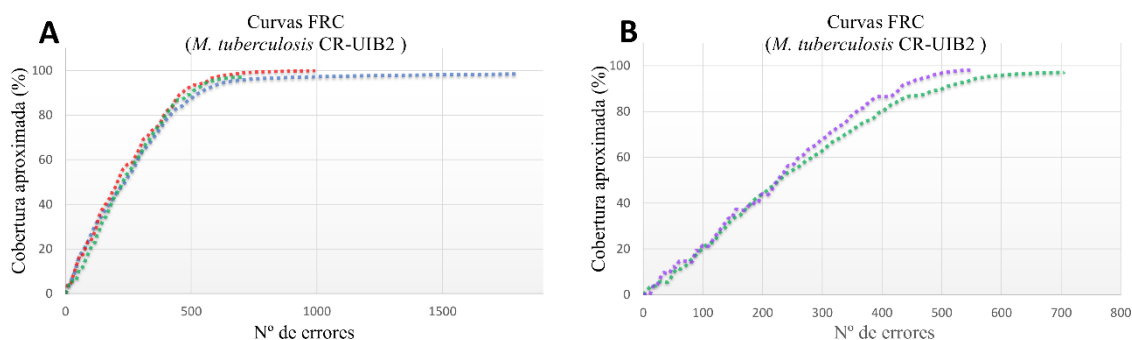 A
Curvas FRC
(M. tuberculosis CR-UIB2 )
Cobertura aproximada (%)
100
80
60
40
20
0
0
500
1000
1500
Nº de errores
B
Curvas FRC
(M. tuberculosis CR-UIB2 )
Cobertura aproximada (%)
100
80
60
40
20
0
0
100
200
300
400
500
600
700
800
Nº de errores